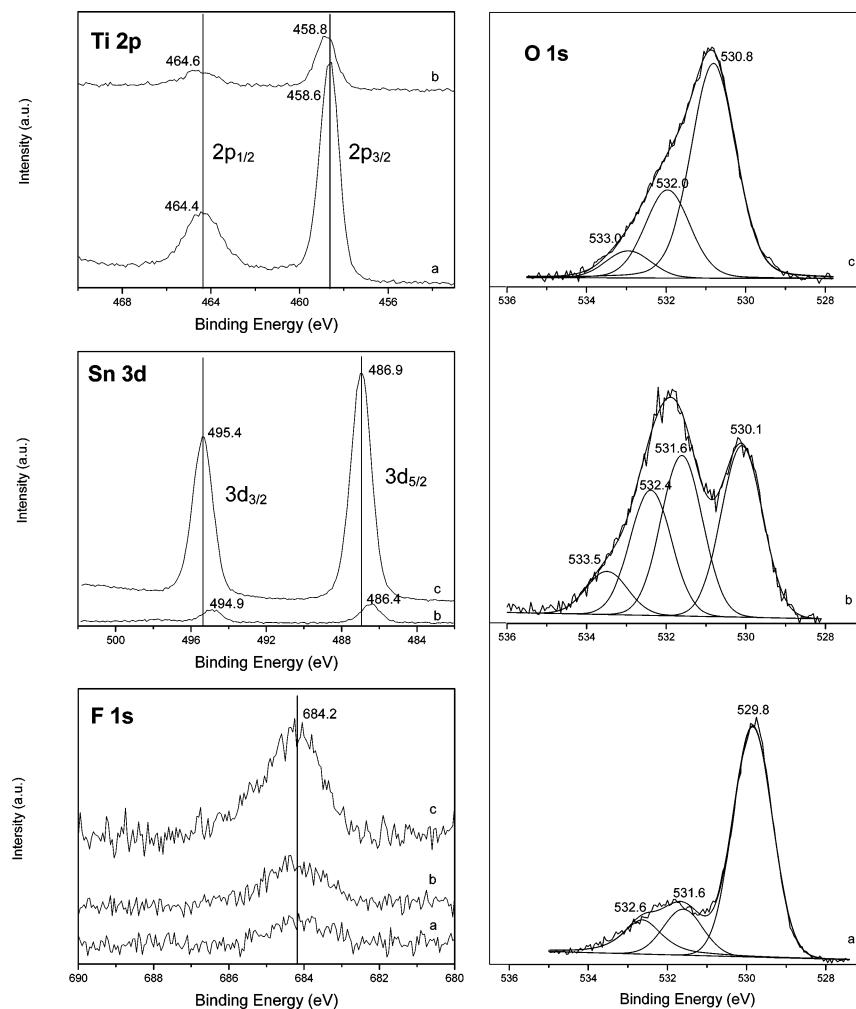 Ti 2p
458.8
464.6
b
458.6
2p1/2
2p3/2
464.4
a
468 464 460 456
Binding Energy (eV)
Intensity (a.u.)
Sn 3d
486.9
495.4
3d5/2
3d3/2
c
494.9
486.4
b
500 496 492 488 484
Binding Energy (eV)
Intensity (a.u.)
F 1s
684.2
c
b
a
690 688 686 684 682 680
Binding Energy (eV)
Intersity (a.u.)
O 1s
530.8
532.0
533.0
c
536 534 532 530 528
530.1
531.6
532.4
533.5
b
536 534 532 530 528
529.8
531.6
532.6
a
536 534 532 530 528
Binding Energy (eV)